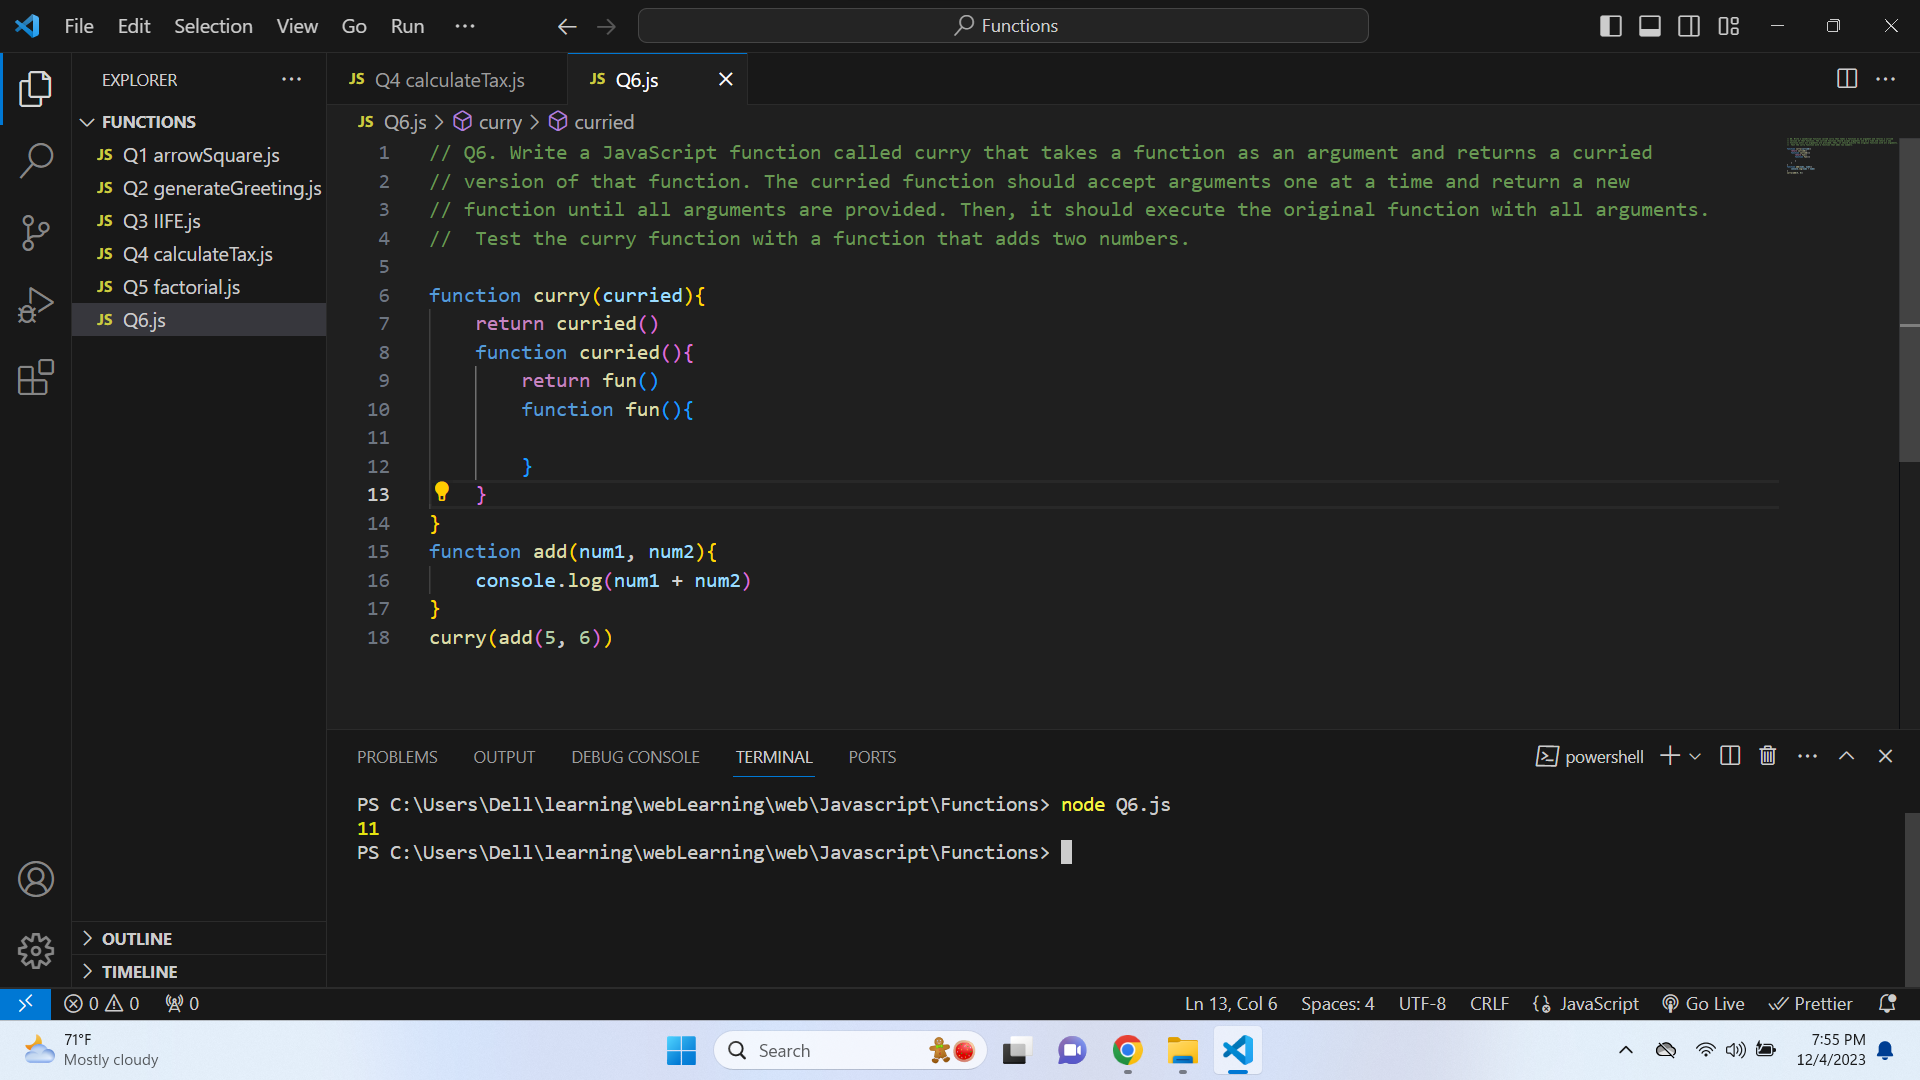 File Edit Selection View Go Run ...
Functions
EXPLORER
FUNCTIONS
JS Q1 arrowSquare.js
JS Q2 generateGreeting.js
JS Q3 IIFE.js
JS Q4 calculateTax.js
JS Q5 factorial.js
JS Q6.js
OUTLINE
TIMELINE
JS Q4 calculateTax.js
JS Q6.js
JS Q6.js > curry > curried
1 // Q6. Write a JavaScript function called curry that takes a function as an argument and returns a curried
2 // version of that function. The curried function should accept arguments one at a time and return a new
3 // function until all arguments are provided. Then, it should execute the original function with all arguments.
4 //  Test the curry function with a function that adds two numbers.
5
6 function curry(curried){
7     return curried()
8     function curried(){
9         return fun()
10         function fun(){
11
12         }
13     }
14 }
15 function add(num1, num2){
16     console.log(num1 + num2)
17 }
18 curry(add(5, 6))
PROBLEMS OUTPUT DEBUG CONSOLE TERMINAL PORTS
powershell
PS C:\Users\Dell\learning\webLearning\web\Javascript\Functions> node Q6.js
11
PS C:\Users\Dell\learning\webLearning\web\Javascript\Functions>
0 0 0
Ln 13, Col 6 Spaces: 4 UTF-8 CRLF JavaScript Go Live Prettier
71°F
Mostly cloudy
Search
7:55 PM
12/4/2023